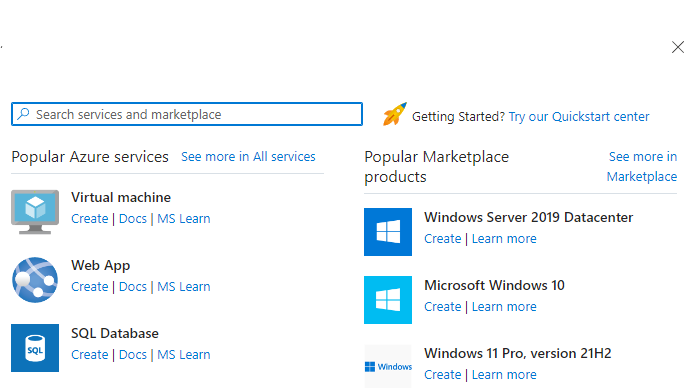 Search services and marketplace
Getting Started? Try our Quickstart center
Popular Azure services See more in All services
Virtual machine
Create | Docs | MS Learn
Web App
Create | Docs | MS Learn
SQL
SQL Database
Create | Docs | MS Learn
Popular Marketplace
products
See more in
Marketplace
Windows Server 2019 Datacenter
Create | Learn more
Microsoft Windows 10
Create | Learn more
Windows
Windows 11 Pro, version 21H2
Create | Learn more